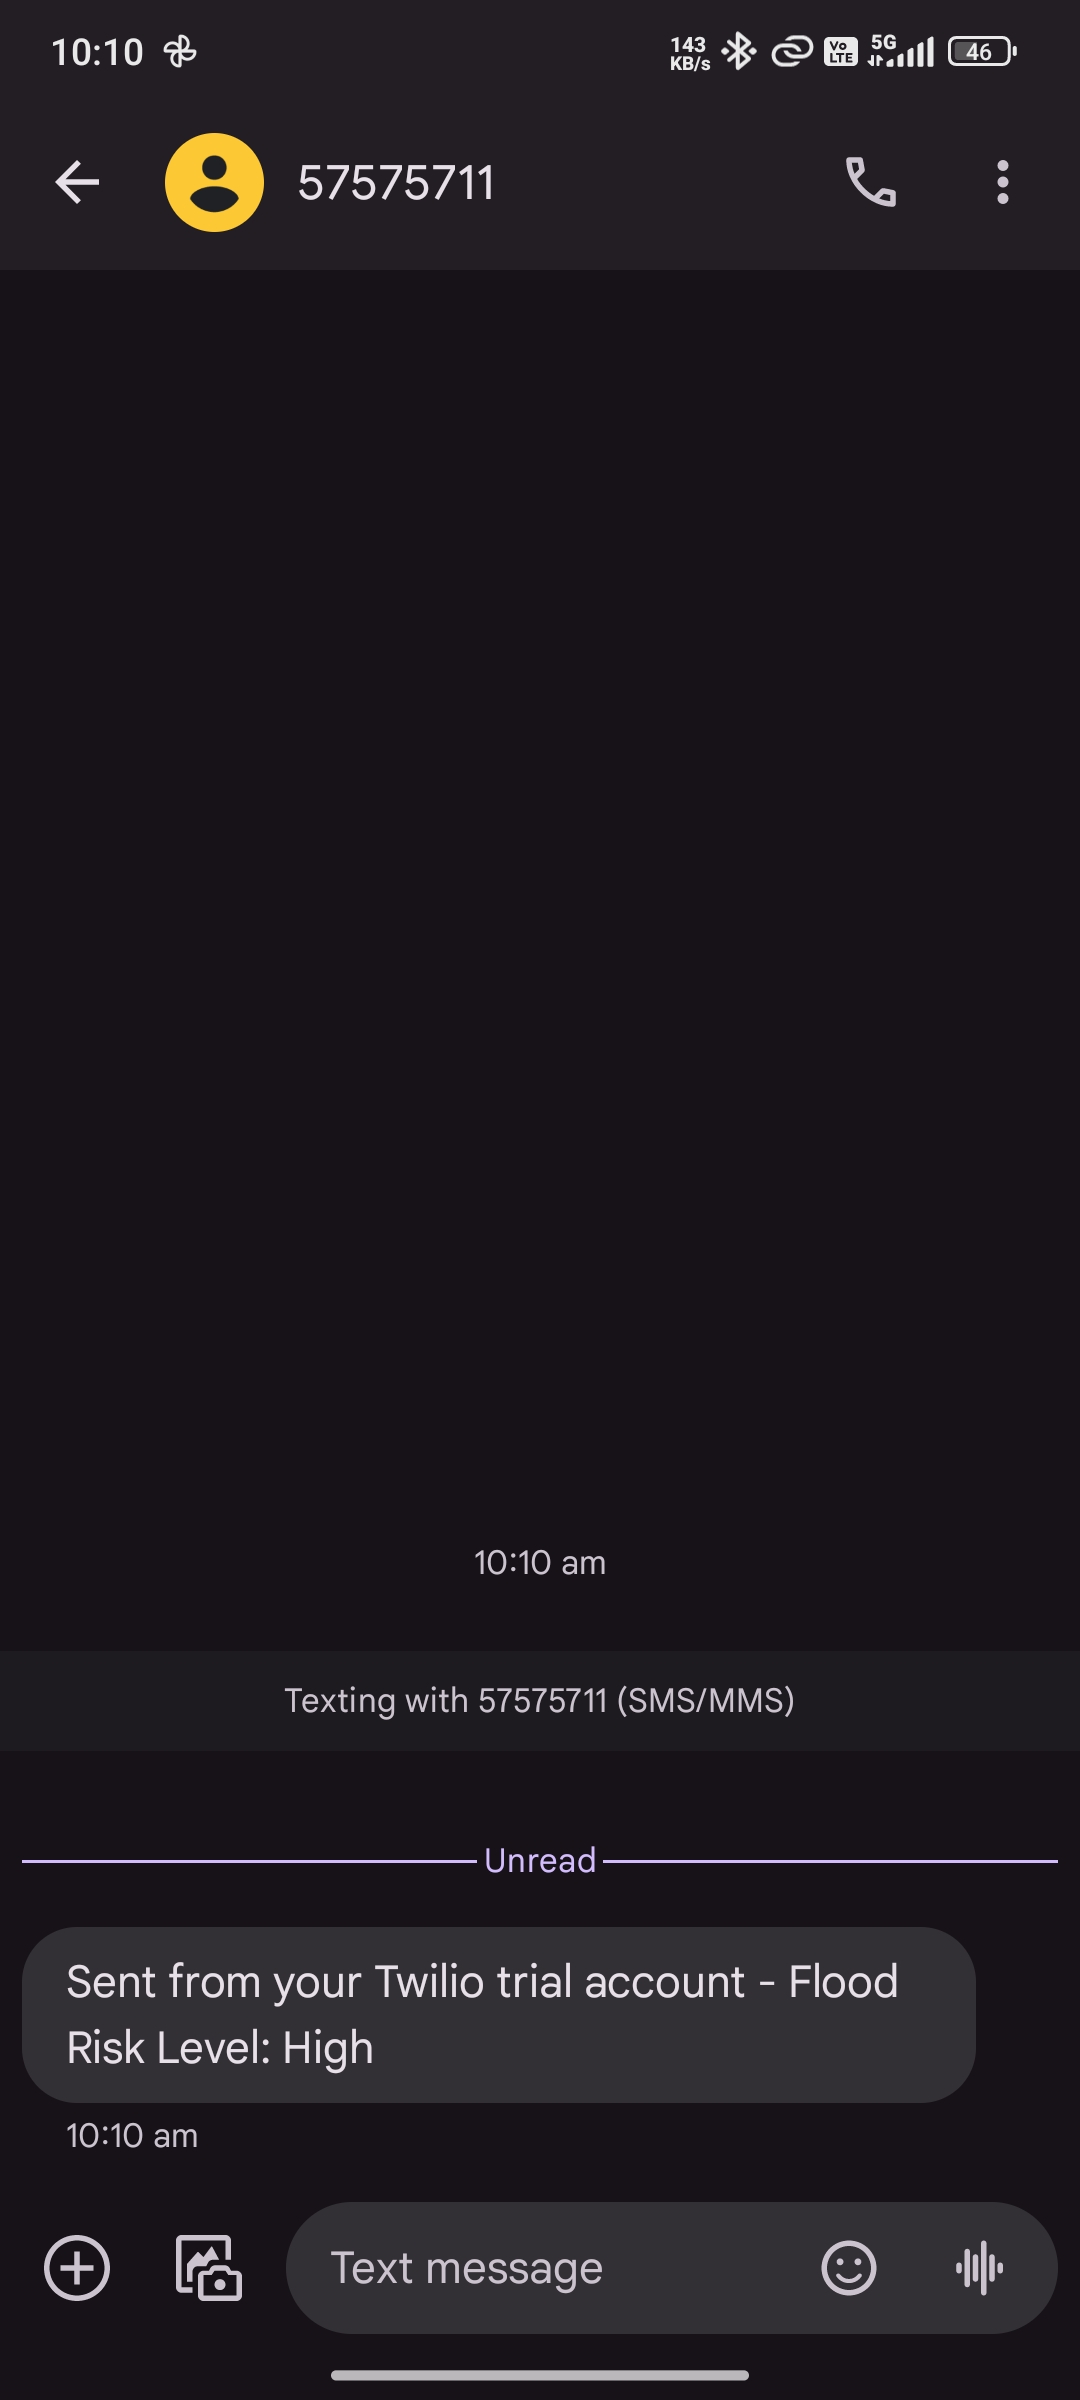 10:10
143
KB/s
Vo
LTE
5G
46
57575711
10:10 am
Texting with 57575711 (SMS/MMS)
Unread
Sent from your Twilio trial account - Flood
Risk Level: High
10:10 am
Text message